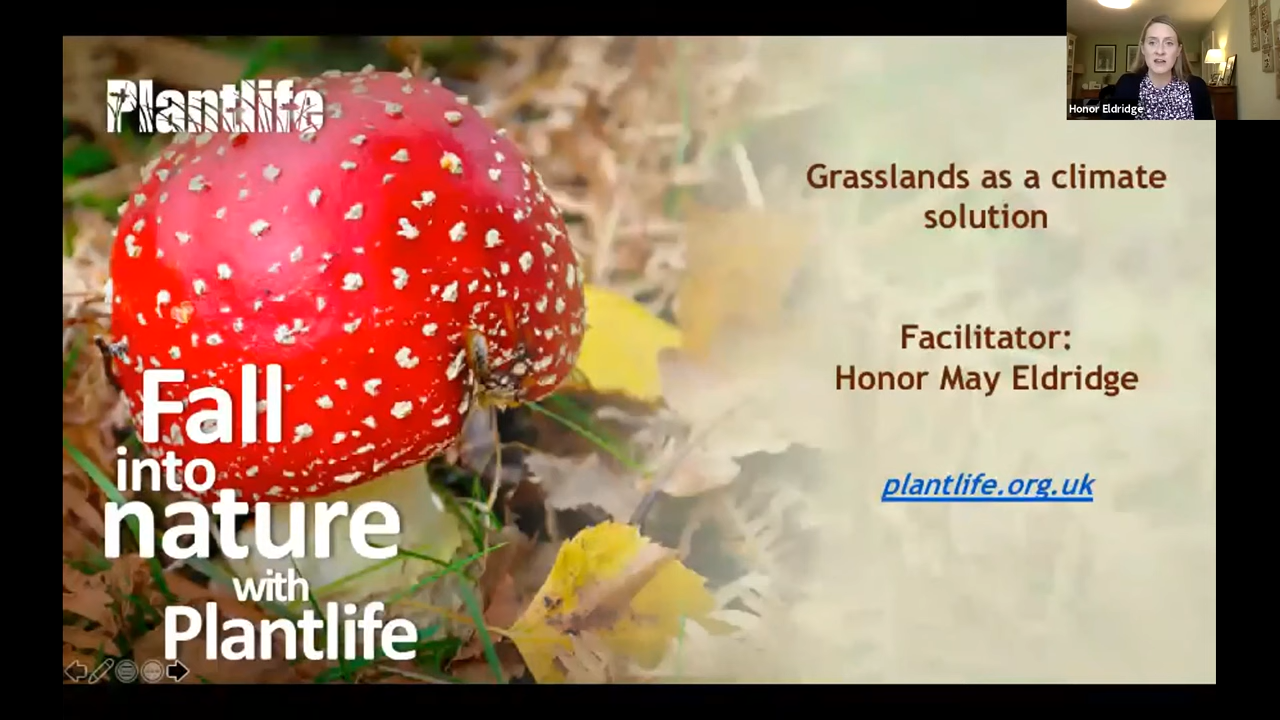 Plantlife
Honor Eldridge
Grasslands as a climate
solution
Facilitator:
Honor May Eldridge
plantlife.org.uk
Fall
into
nature
with
Plantlife